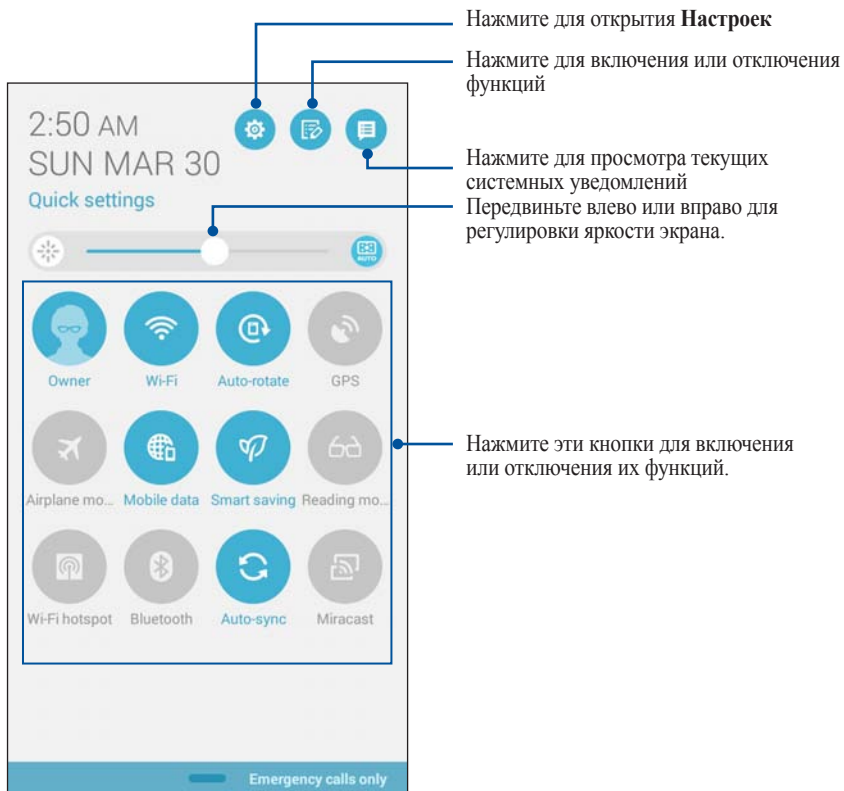 Нажмите для открытия Настроек
Нажмите для включения или отключения
функций
2:50 AM
SUN MAR 30
Quick settings
Нажмите для просмотра текущих
системных уведомлений
Передвиньте влево или вправо для
регулировки яркости экрана.
AUTO
Owner Wi-Fi Auto-rotate GPS
Нажмите эти кнопки для включения
или отключения их функций.
Airplane mo... Mobile data Smart saving Reading mo...
Wi-Fi hotspot Bluetooth Auto-sync Miracast
Emergency calls only